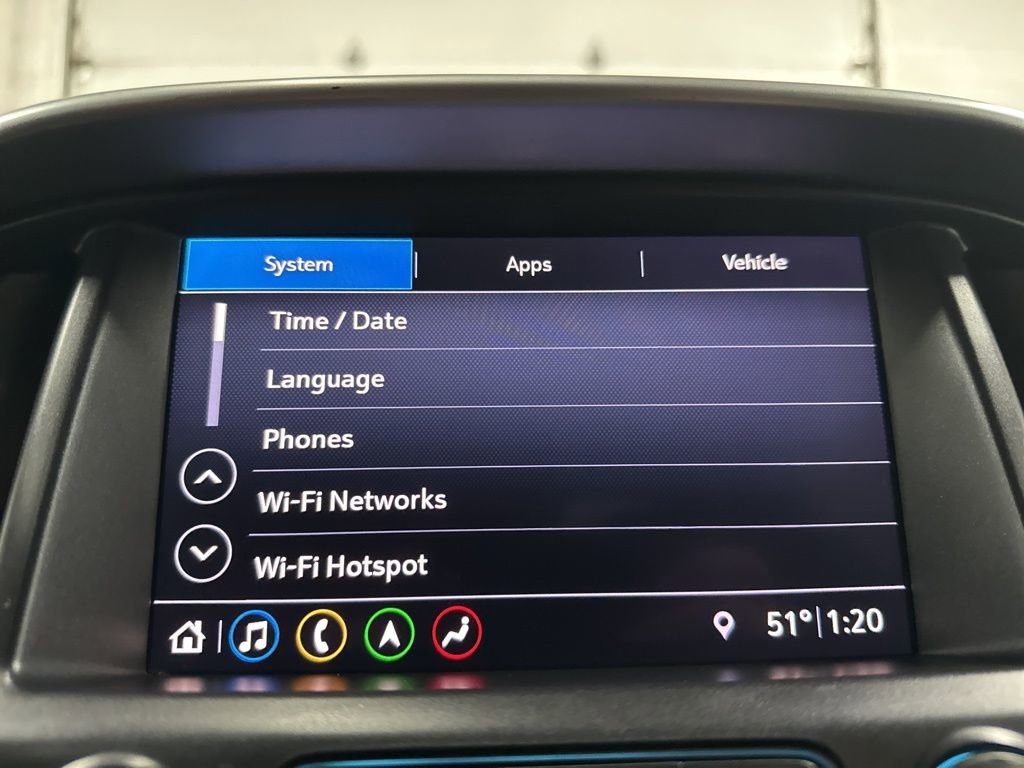 System | Apps | Vehicle
Time / Date
Language
Phones
Wi-Fi Networks
Wi-Fi Hotspot
51° | 1:20